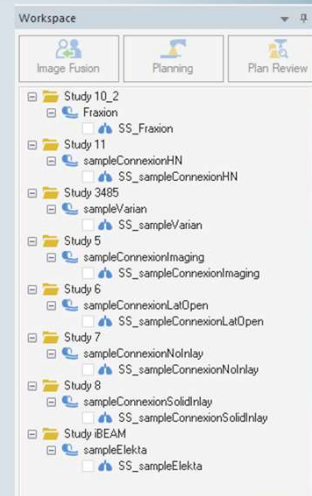 Workspace
Image Fusion
Planning
Plan Review
Study 10_2
Fraxion
SS_Fraxion
Study 11
sampleConnexionHN
SS_sampleConnexionHN
Study 3485
sampleVarian
SS_sampleVarian
Study 5
sampleConnexionImaging
SS_sampleConnexionImaging
Study 6
sampleConnexionLatOpen
SS_sampleConnexionLatOpen
Study 7
sampleConnexionNoInlay
SS_sampleConnexionNoInlay
Study 8
sampleConnexionSolidInlay
SS_sampleConnexionSolidInlay
Study iBEAM
sampleElekta
SS_sampleElekta